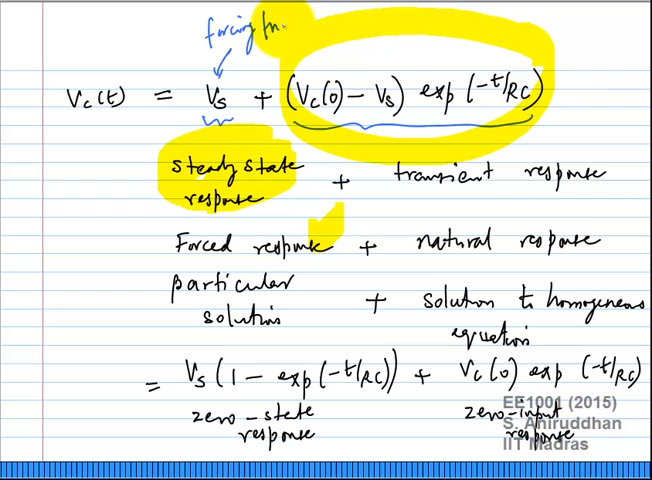 forcing fn
Vc(t) = Vs + (Vc(0) − Vs) exp(−t/RC)
steady state response + transient response
Forced response + natural response
particular solution + solution to homogeneous equation
= Vs (1 − exp(−t/RC)) + Vc(0) exp(−t/RC)
zero-state response zero-input response
EE1001 (2015)
S. Aniruddhan
IIT Madras